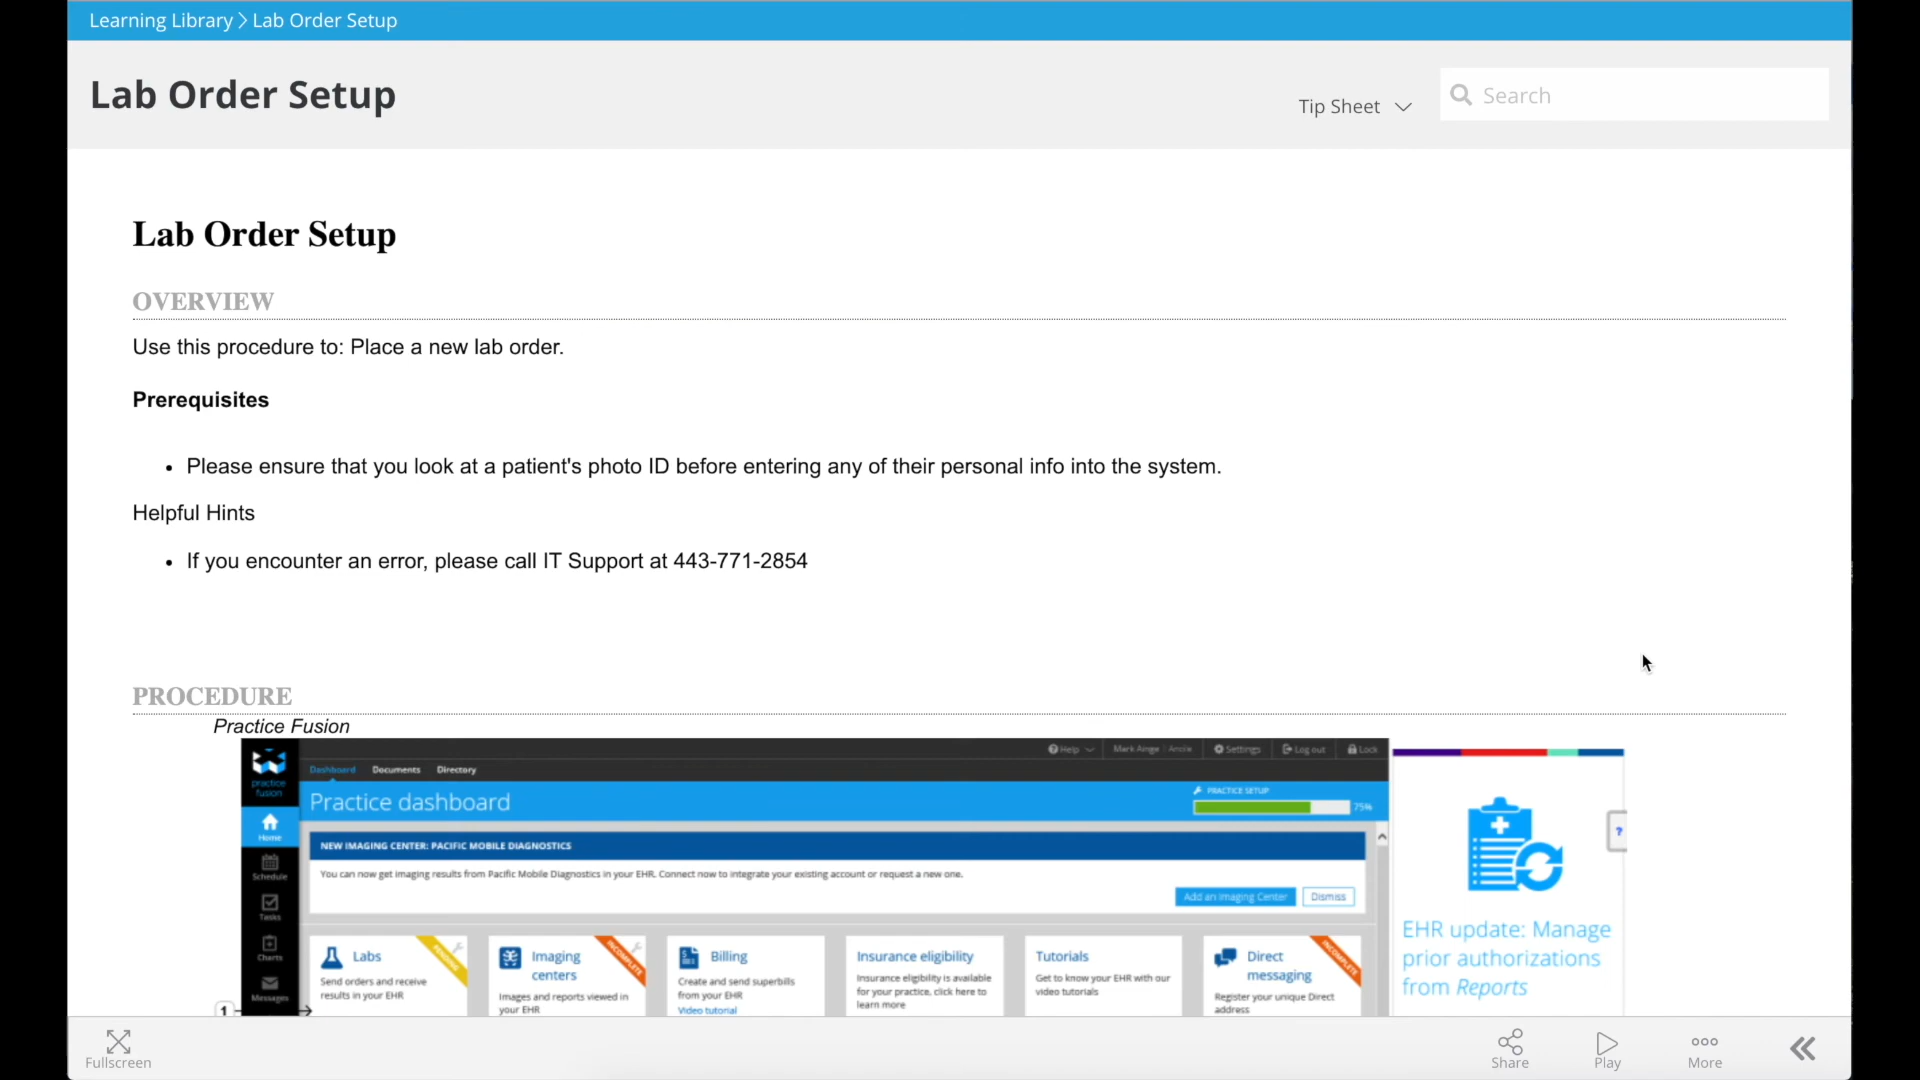 Learning Library > Lab Order Setup
Lab Order Setup
Tip Sheet
Search
Lab Order Setup
OVERVIEW
Use this procedure to: Place a new lab order.
Prerequisites
• Please ensure that you look at a patient's photo ID before entering any of their personal info into the system.
Helpful Hints
• If you encounter an error, please call IT Support at 443-771-2854
PROCEDURE
Practice Fusion
practice
fusion
Help
Mark Ainge
Settings
Log out
Lock
Dashboard Documents Directory
Practice dashboard
PRACTICE SETUP
75%
Home
Schedule
Tasks
Charts
Messages
NEW IMAGING CENTER: PACIFIC MOBILE DIAGNOSTICS
You can now get imaging results from Pacific Mobile Diagnostics in your EHR. Connect now to integrate your existing account or request a new one.
Add an Imaging Center
Dismiss
Labs
PENDING
Send orders and receive
results in your EHR
Imaging
centers
INCOMPLETE
Images and reports viewed in
your EHR
Billing
Create and send superbills
from your EHR
Video tutorial
Insurance eligibility
Insurance eligibility is available
for your practice, click here to
learn more
Tutorials
Get to know your EHR with our
video tutorials
Direct
messaging
INCOMPLETE
Register your unique Direct
address
?
EHR update: Manage
prior authorizations
from Reports
1
Fullscreen
Share
Play
More